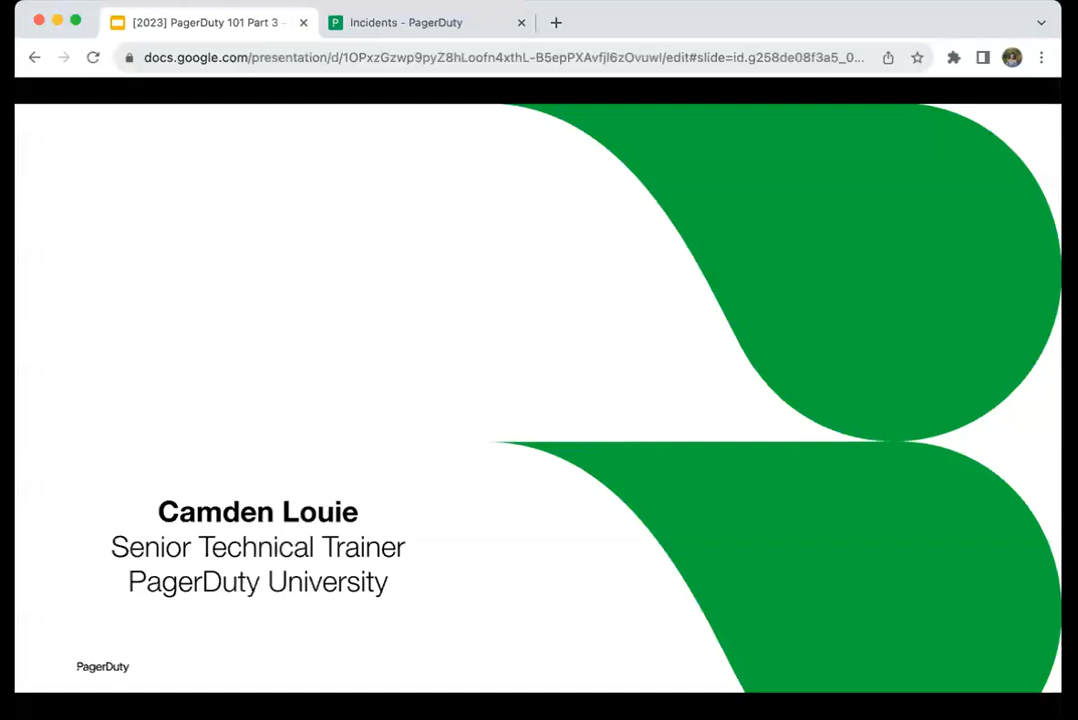 [2023] PagerDuty 101 Part 3 -
Incidents - PagerDuty
docs.google.com/presentation/d/1OPxzGzwp9pyZ8hLoofn4xthL-B5epPXAvfjl6zOvuwI/edit#slide=id.g258de08f3a5_0...
Camden Louie
Senior Technical Trainer
PagerDuty University
PagerDuty